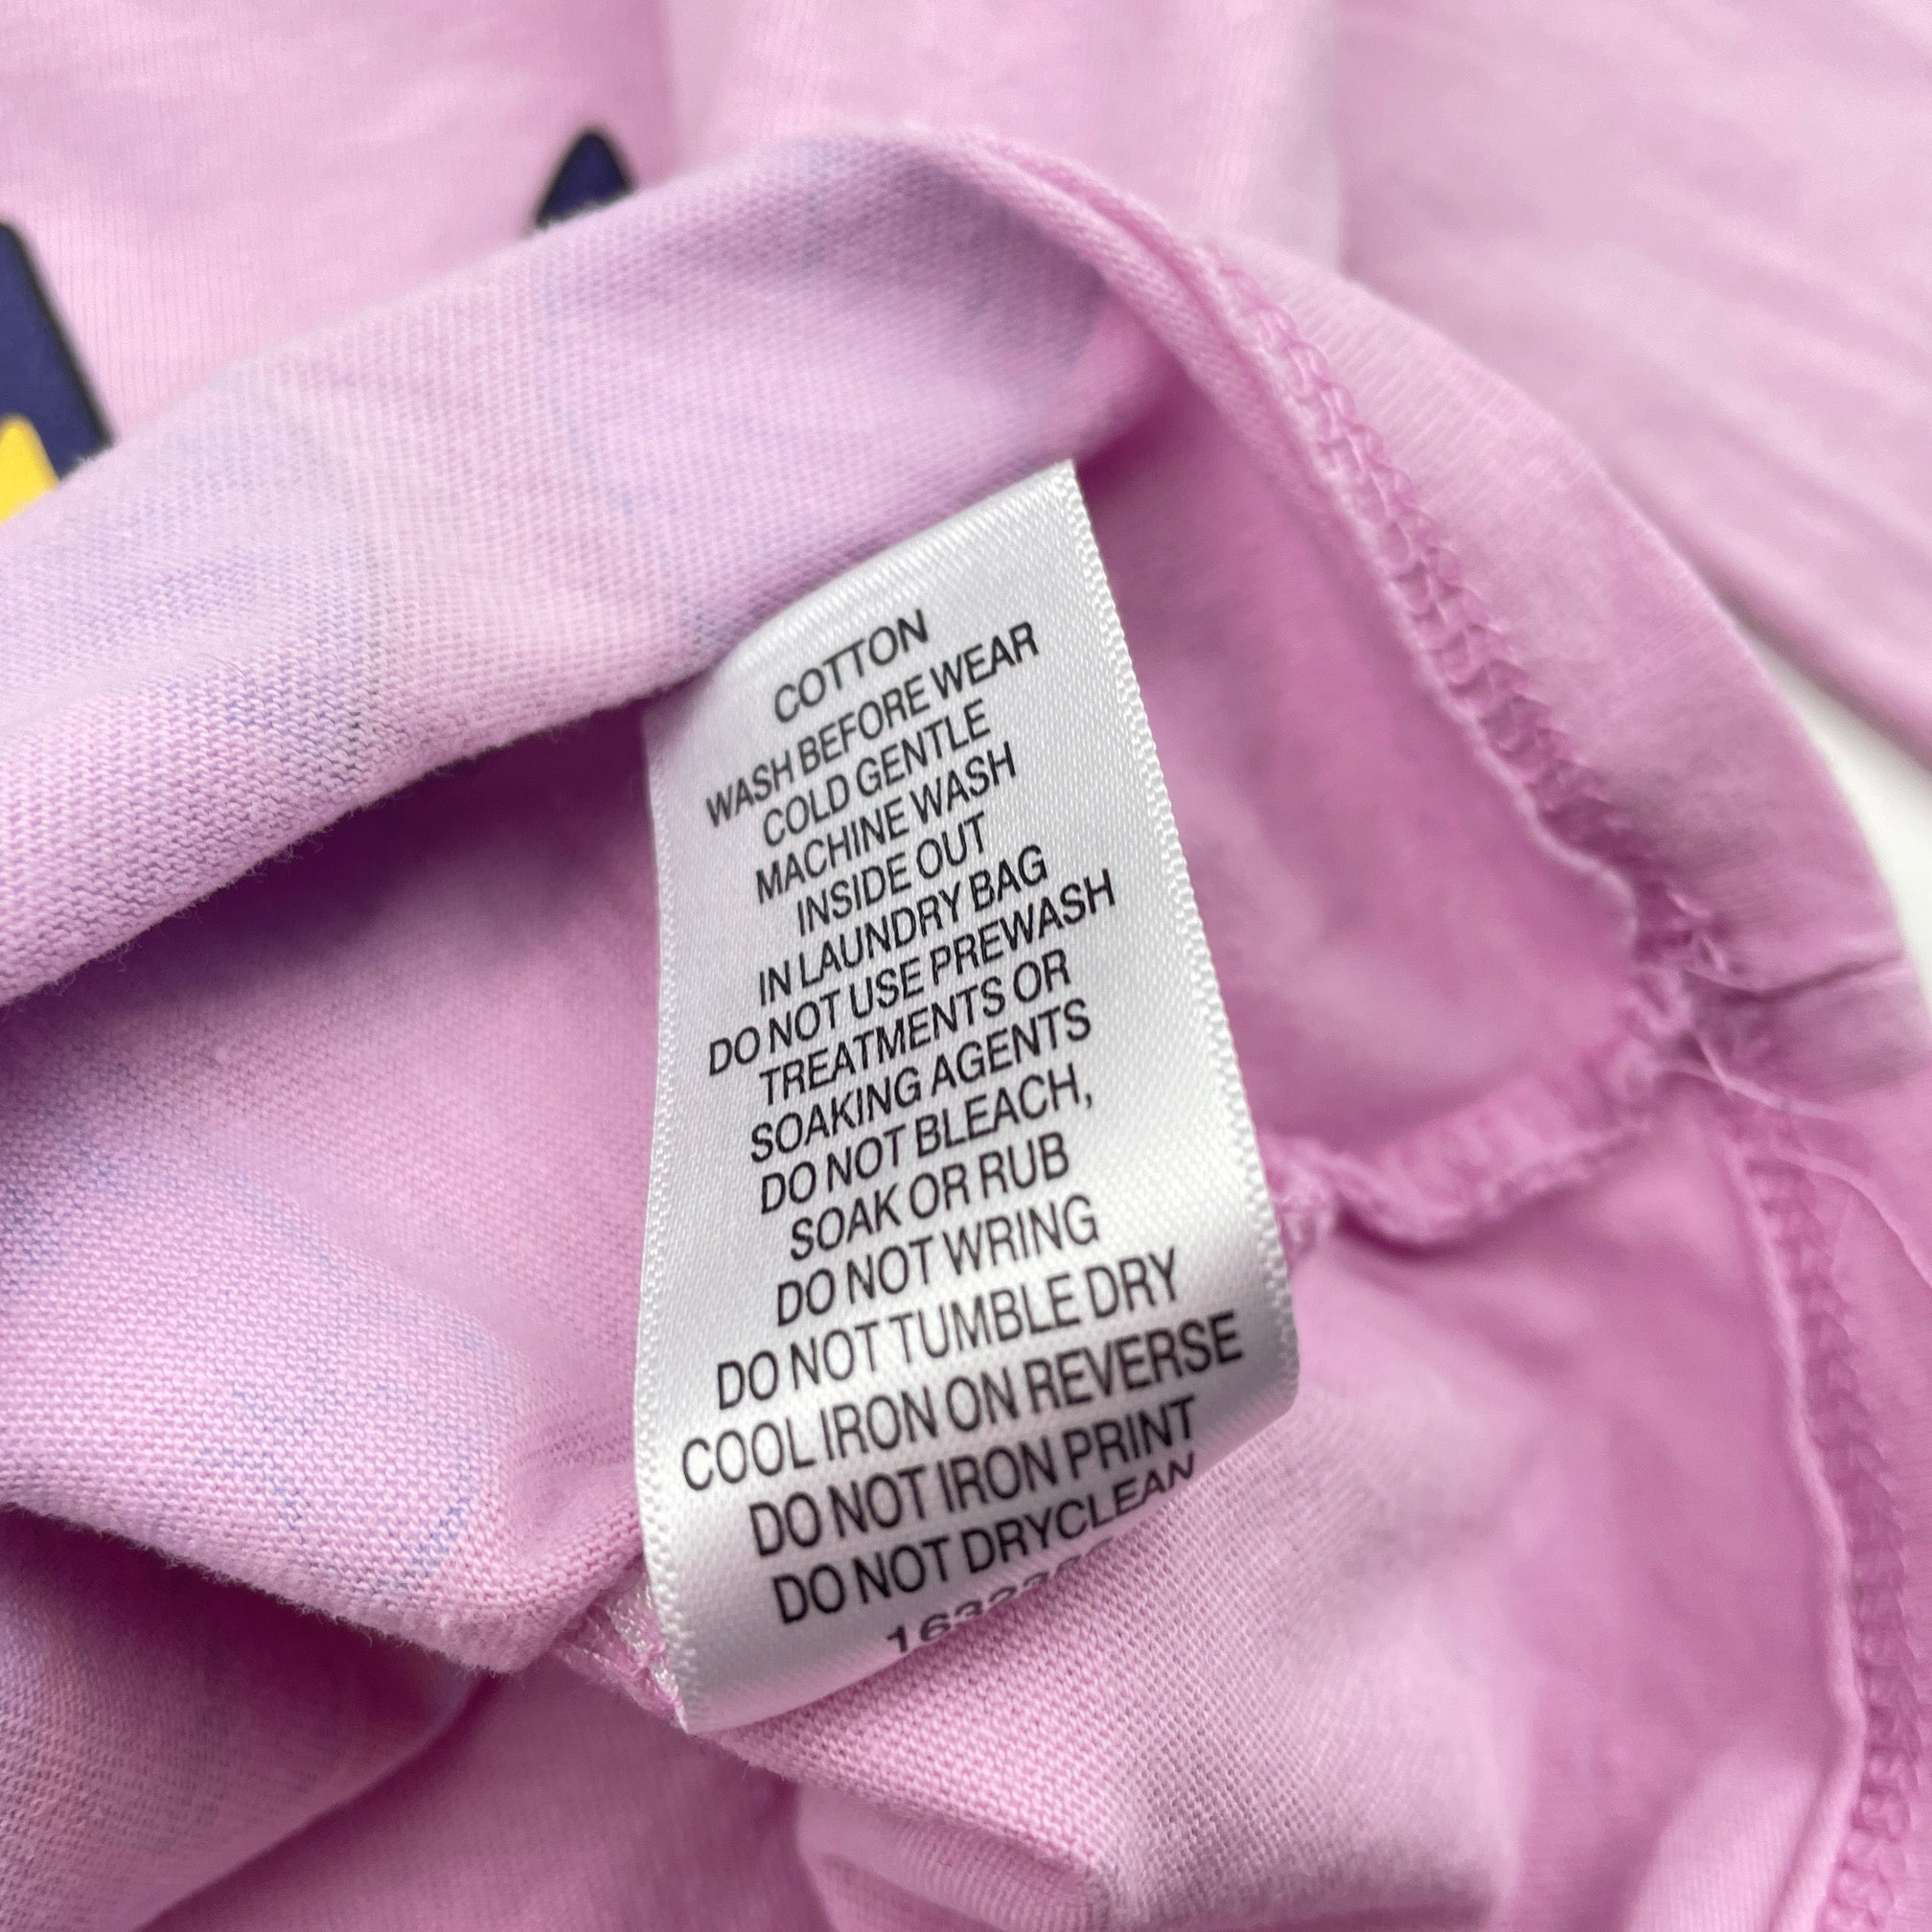 COTTON
WASH BEFORE WEAR
COLD GENTLE
MACHINE WASH
INSIDE OUT
IN LAUNDRY BAG
DO NOT USE PREWASH
TREATMENTS OR
SOAKING AGENTS
DO NOT BLEACH,
SOAK OR RUB
DO NOT WRING
DO NOT TUMBLE DRY
COOL IRON ON REVERSE
DO NOT IRON PRINT
DO NOT DRYCLEAN